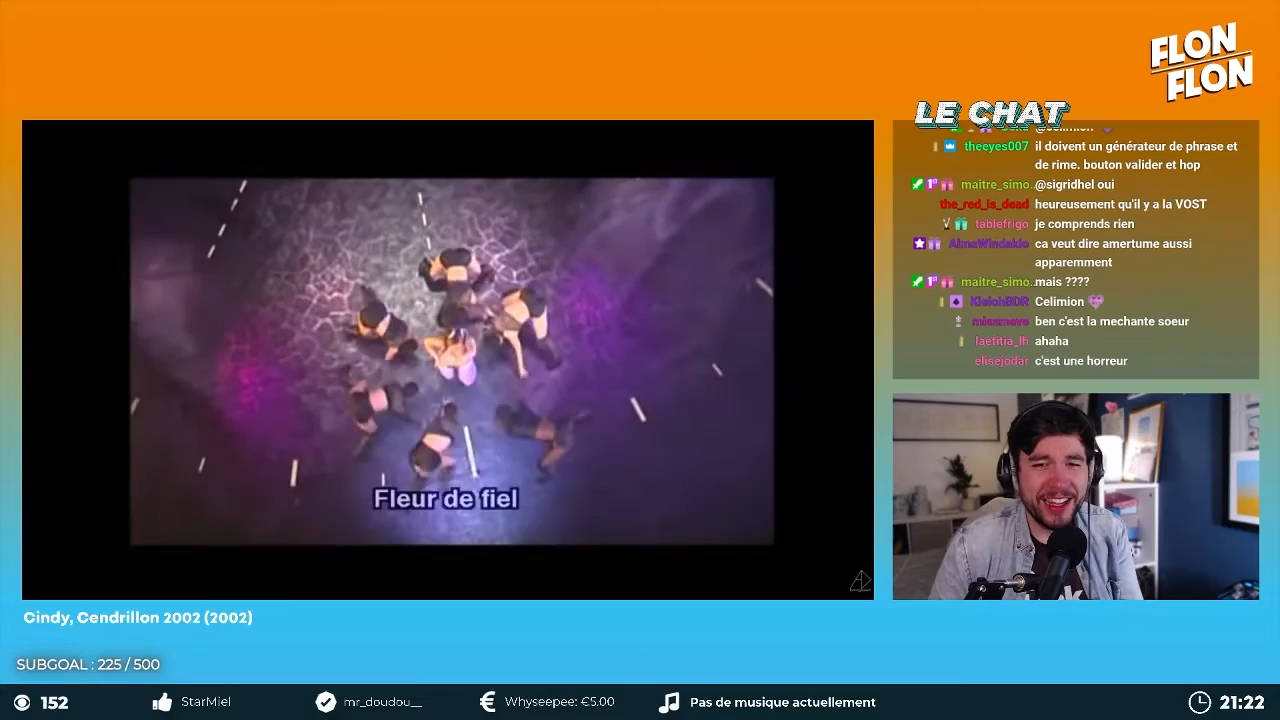 FLON
FLON
LE CHAT
theeyes007 il doivent un générateur de phrase et
de rime. bouton valider et hop
maitre_simo.. @sigridhel oui
the_red_is_dead heureusement qu'il y a la VOST
tablefrigo je comprends rien
AlmaWindaklo ca veut dire amertume aussi
apparemment
maitre_simo.. mais ????
Celimion
ben c'est la mechante soeur
laetitia_lh ahaha
elisejodar c'est une horreur
Fleur de fiel
Cindy, Cendrillon 2002 (2002)
SUBGOAL : 225 / 500
152
StarMiel
mr_doudou__
Whyseepee: €5.00
Pas de musique actuellement
21:22